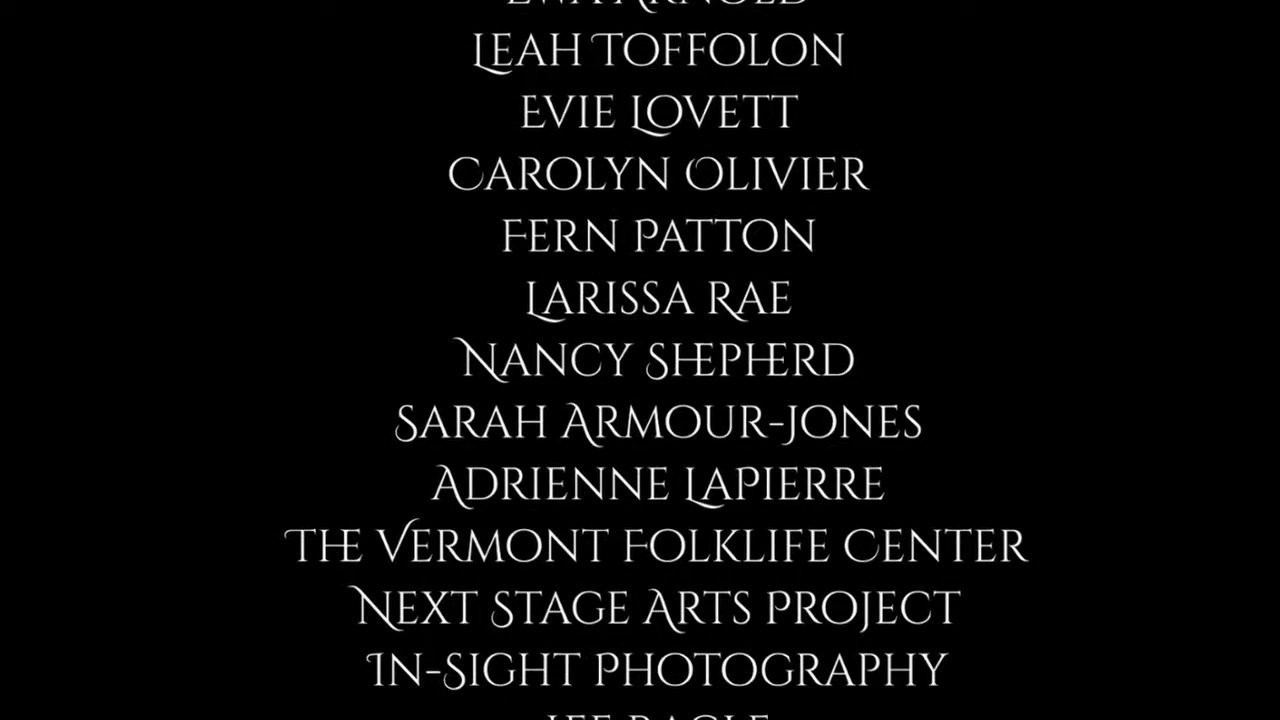 Leah Toffolon
Evie Lovett
Carolyn Olivier
Fern Patton
Larissa Rae
Nancy Shepherd
Sarah Armour-Jones
Adrienne LaPierre
The Vermont Folklife Center
Next Stage Arts Project
In-Sight Photography